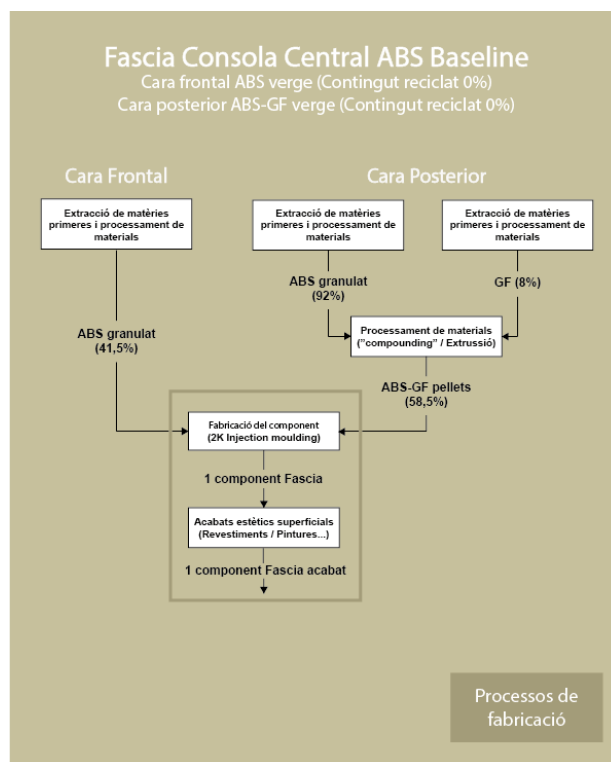 Fascia Consola Central ABS Baseline
Cara frontal ABS verge (Contingut reciclat 0%)
Cara posterior ABS-GF verge (Contingut reciclat 0%)
Cara Frontal
Cara Posterior
Extracció de matèries
primeres i processament de
materials
Extracció de matèries
primeres i processament de
materials
Extracció de matèries
primeres i processament de
materials
ABS granulat
(92%)
GF (8%)
ABS granulat
(41,5%)
Processament de materials
("compounding" / Extrussió)
ABS-GF pellets
(58,5%)
Fabricació del component
(2K Injection moulding)
1 component Fascia
Acabats estètics superficials
(Revestiments / Pintures...)
1 component Fascia acabat
Processos de
fabricació